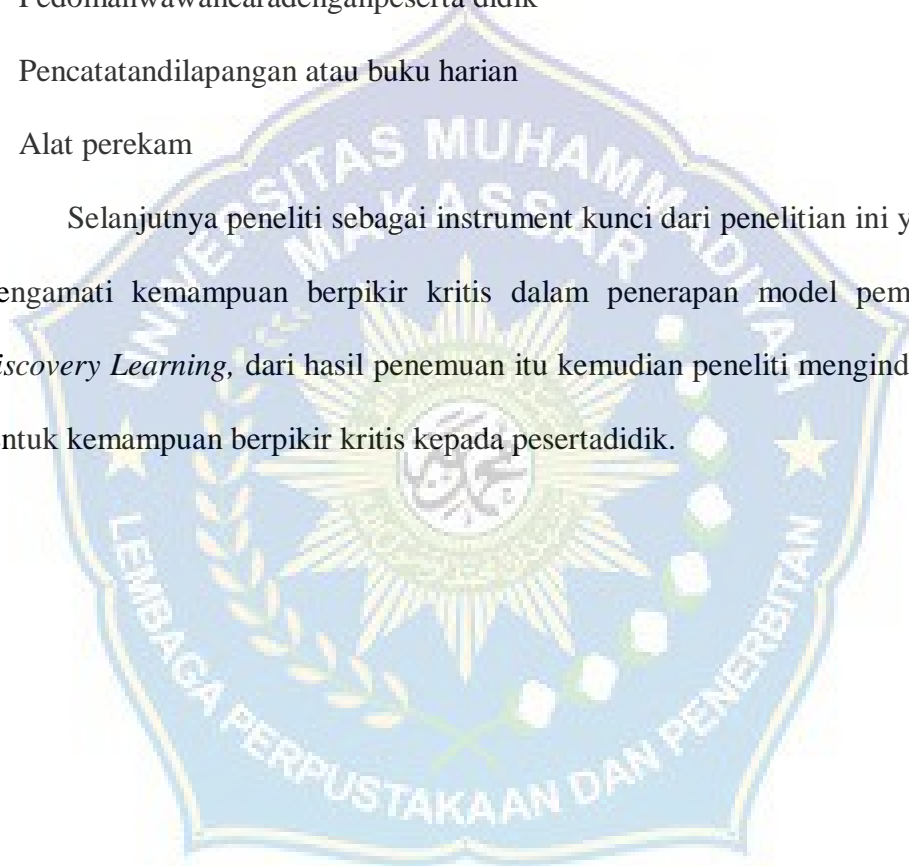 Pedomanwawancaradenganpeserta didik
Pencatatandilapangan atau buku harian
Alat perekam
Selanjutnya peneliti sebagai instrument kunci dari penelitian ini y
engamati kemampuan berpikir kritis dalam penerapan model pem
iscovery Learning, dari hasil penemuan itu kemudian peneliti mengind
ntuk kemampuan berpikir kritis kepada pesertadidik.
UNIVERSITAS MUHAMMADIYAH
MAKASSAR
LEMBAGA PERPUSTAKAAN DAN PENERBITAN